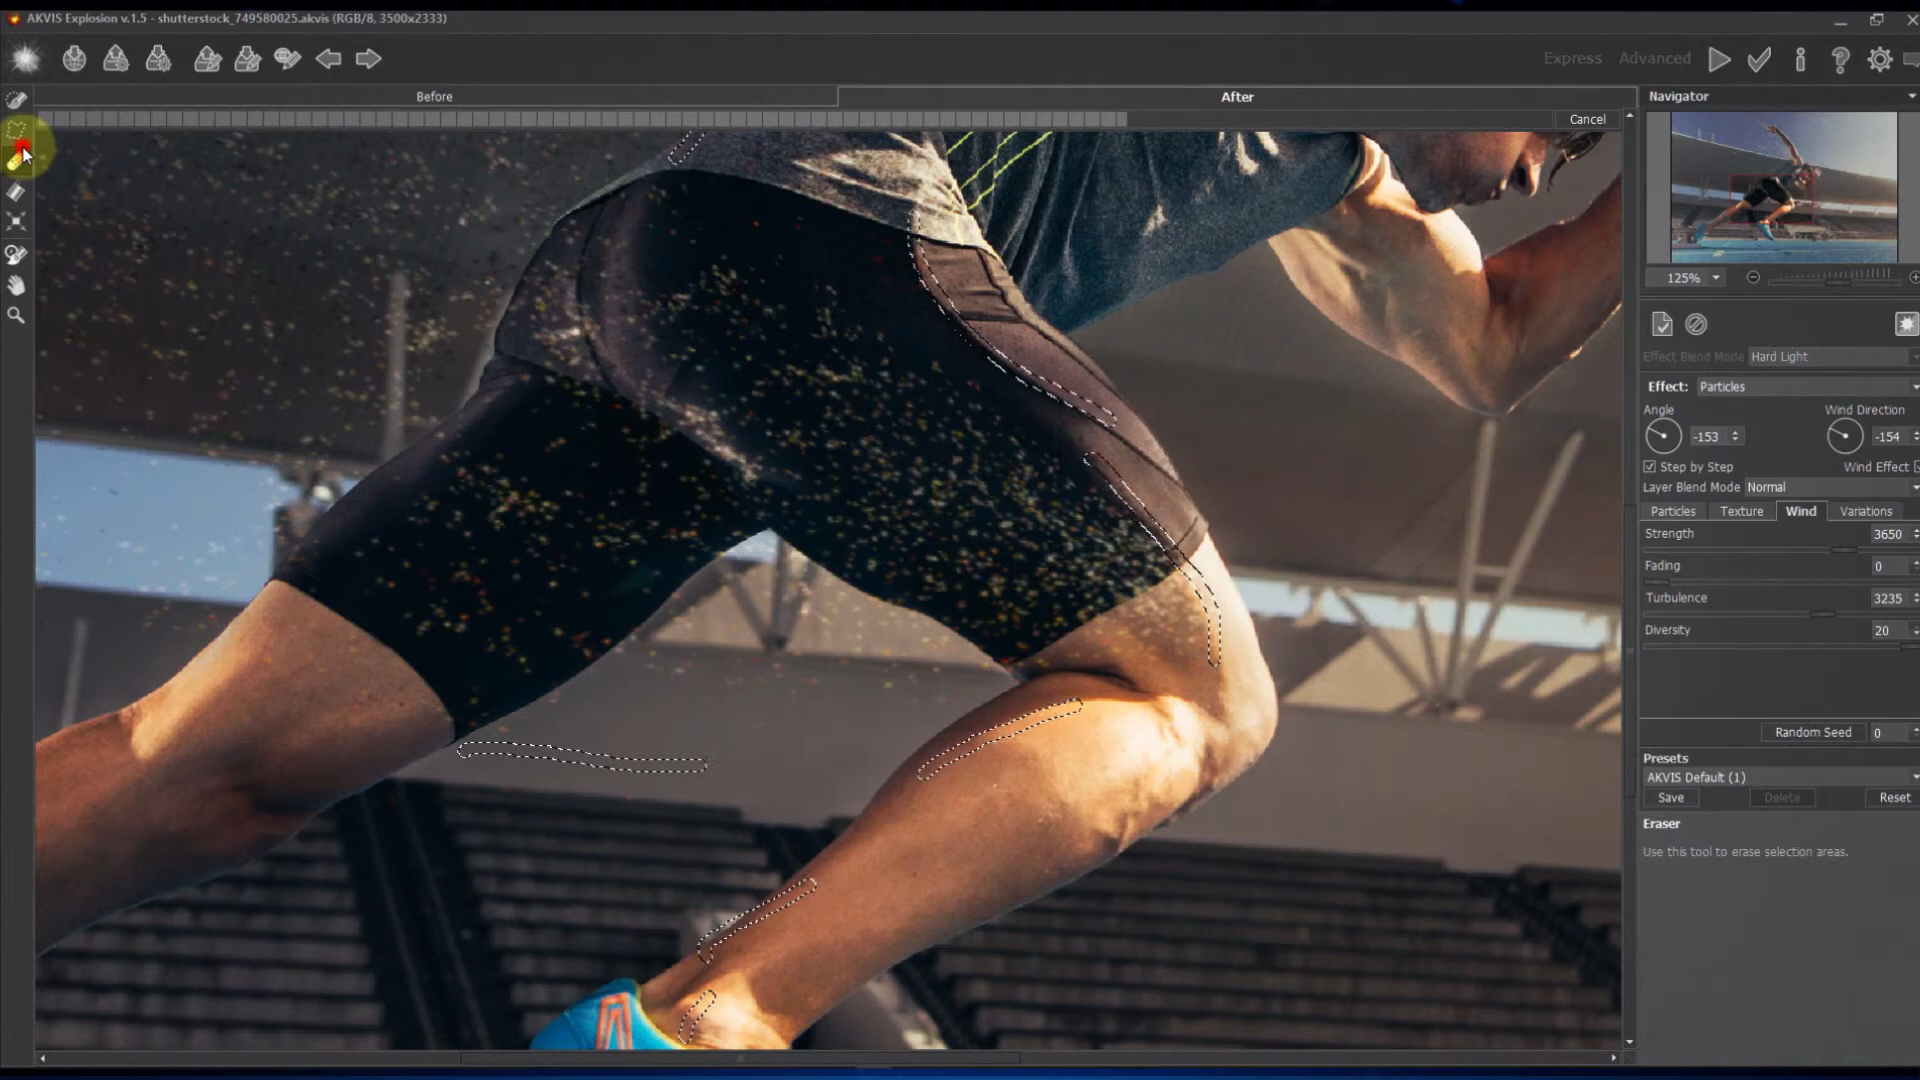 AKVIS Explosion v.1.5 - shutterstock_749580025.akvis (RGB/8, 3500x2333)
Express Advanced
Before After
Cancel
Navigator
125%
Effect Blend Mode Hard Light
Effect: Particles
Angle Wind Direction
-153 -154
Step by Step Wind Effect
Layer Blend Mode Normal
Particles Texture Wind Variations
Strength 3650
Fading 0
Turbulence 3235
Diversity 20
Random Seed 0
Presets
AKVIS Default (1)
Save Delete Reset
Eraser
Use this tool to erase selection areas.